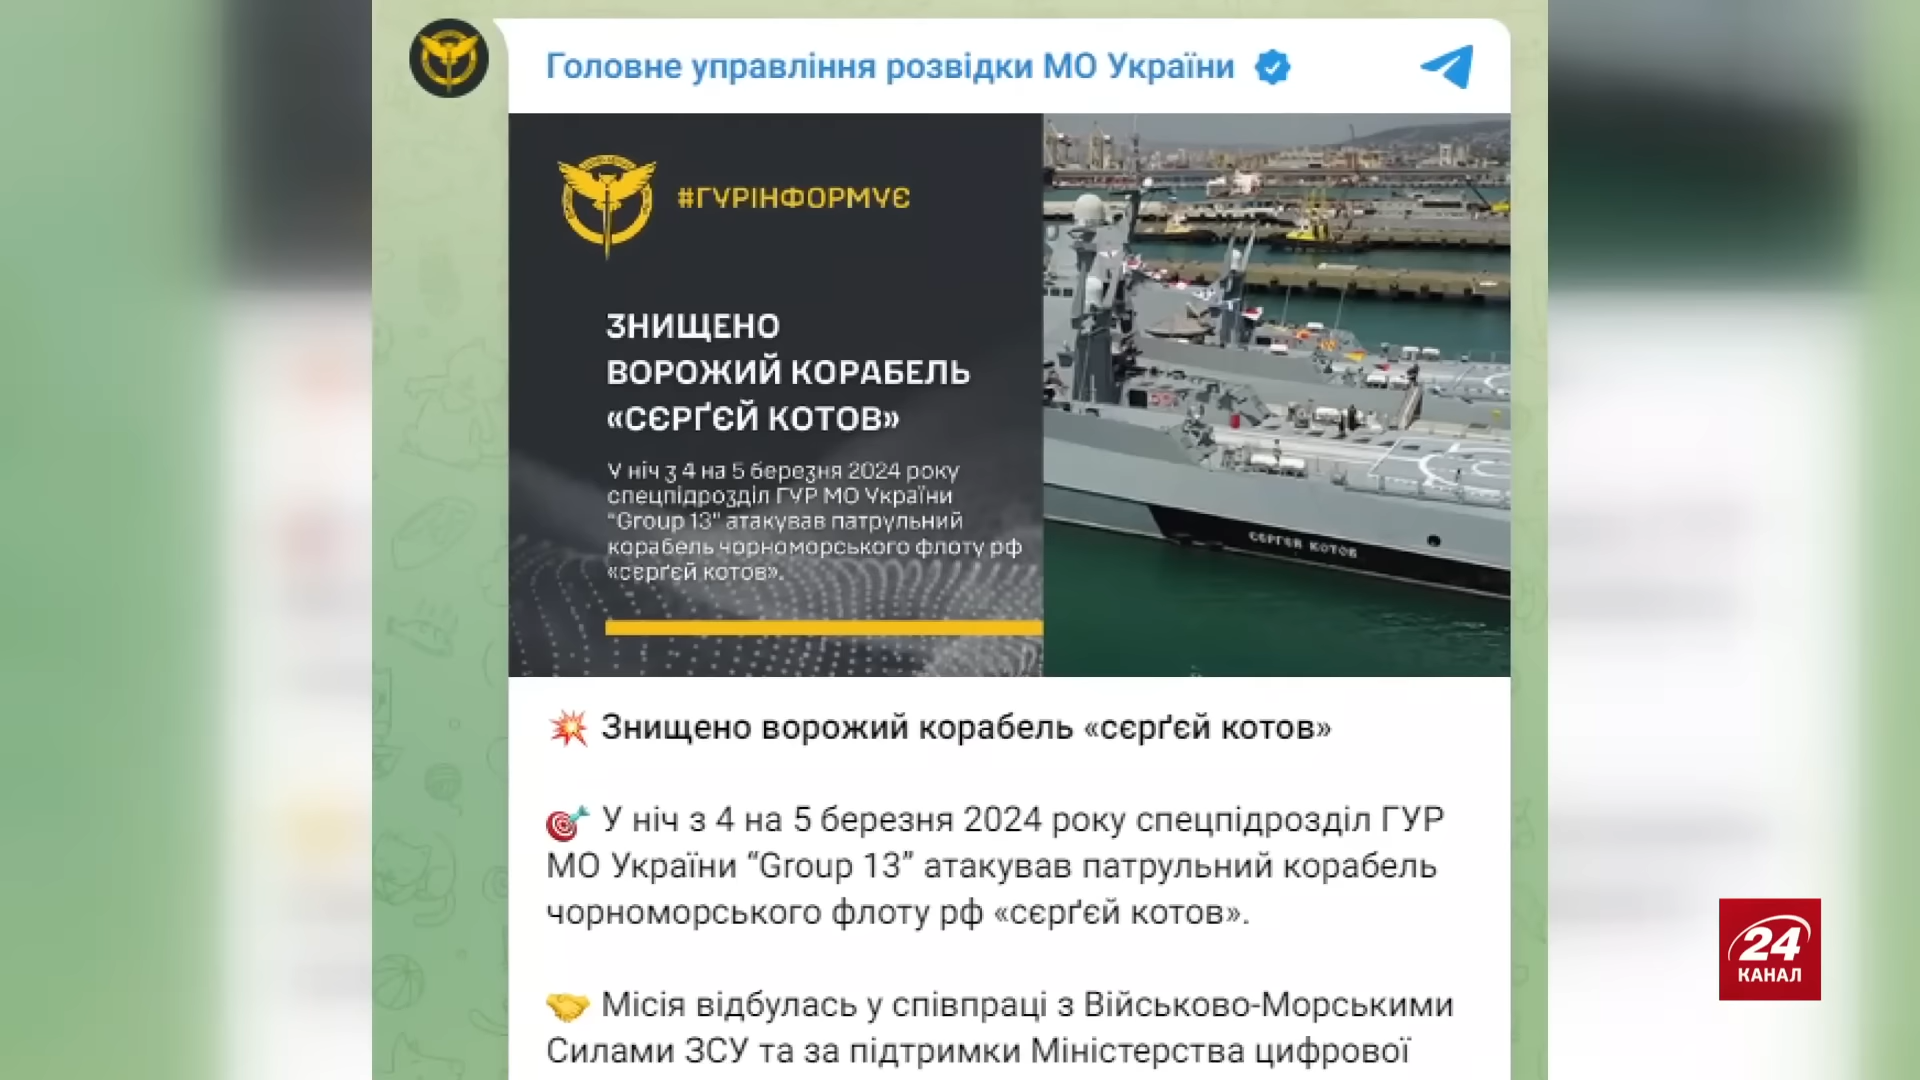 Головне управління розвідки МО України
#ГУРІНФОРМУЄ
ЗНИЩЕНО
ВОРОЖИЙ КОРАБЕЛЬ
«СЄРҐЄЙ КОТОВ»
У ніч з 4 на 5 березня 2024 року
спецпідрозділ ГУР МО України
“Group 13” атакував патрульний
корабель чорноморського флоту рф
«сєрґєй котов».
СЕРГЕЙ КОТОВ
💥 Знищено ворожий корабель «сєрґєй котов»
🎯 У ніч з 4 на 5 березня 2024 року спецпідрозділ ГУР
МО України “Group 13” атакував патрульний корабель
чорноморського флоту рф «сєрґєй котов».
🤝 Місія відбулась у співпраці з Військово-Морськими
Силами ЗСУ та за підтримки Міністерства цифрової
24
КАНАЛ